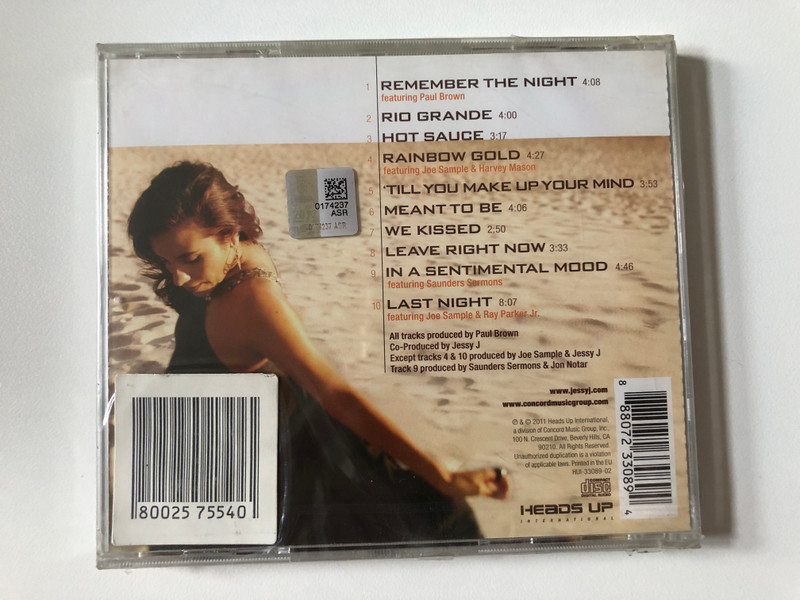 1 REMEMBER THE NIGHT 4:08
featuring Paul Brown
2 RIO GRANDE 4:00
3 HOT SAUCE 3:17
4 RAINBOW GOLD 4:27
featuring Joe Sample & Harvey Mason
5 'TILL YOU MAKE UP YOUR MIND 3:53
6 MEANT TO BE 4:06
7 WE KISSED 2:50
8 LEAVE RIGHT NOW 3:33
9 IN A SENTIMENTAL MOOD 4:46
featuring Saunders Sermons
10 LAST NIGHT 8:07
featuring Joe Sample & Ray Parker Jr.
0174237
ASR
All tracks produced by Paul Brown
Co-Produced by Jessy J
Except tracks 4 & 10 produced by Joe Sample & Jessy J
Track 9 produced by Saunders Sermons & Jon Notar
www.jessyj.com
www.concordmusicgroup.com
℗ & © 2011 Heads Up International,
a division of Concord Music Group, Inc.,
100 N. Crescent Drive, Beverly Hills, CA
90210. All Rights Reserved.
Unauthorized duplication is a violation
of applicable laws. Printed in the EU
HUI-33089-02
COMPACT
disc
DIGITAL AUDIO
HEADS UP
INTERNATIONAL
8 88072 33089 4
80025 75540